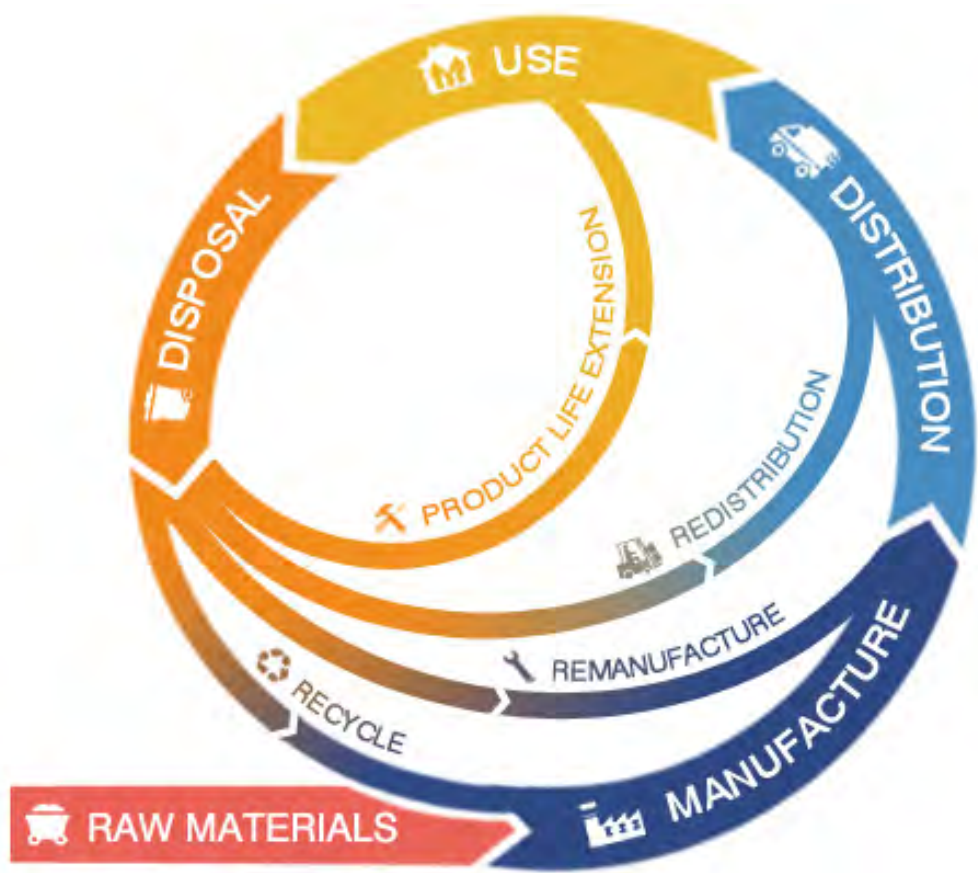 USE
DISTRIBUTION
DISPOSAL
PRODUCT LIFE EXTENSION
REDISTRIBUTION
REMANUFACTURE
RECYCLE
MANUFACTURE
RAW MATERIALS